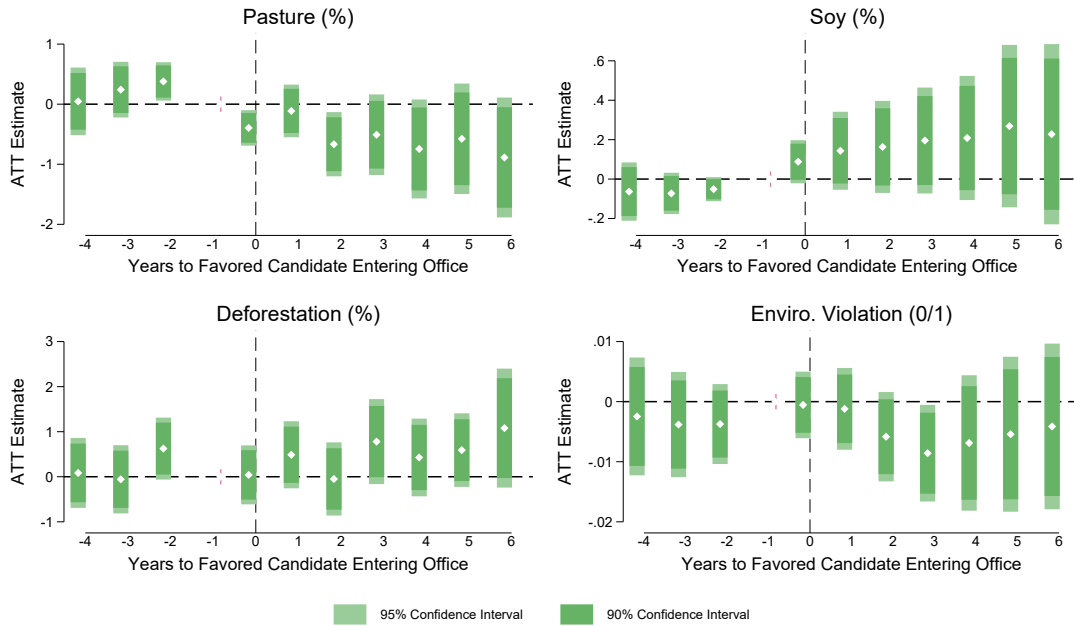 Pasture (%)
ATT Estimate
1
0
-1
-2
-4 -3 -2 -1 0 1 2 3 4 5 6
Years to Favored Candidate Entering Office
Soy (%)
ATT Estimate
.6
.4
.2
0
-.2
-4 -3 -2 -1 0 1 2 3 4 5 6
Years to Favored Candidate Entering Office
Deforestation (%)
ATT Estimate
3
2
1
0
-1
-4 -3 -2 -1 0 1 2 3 4 5 6
Years to Favored Candidate Entering Office
Enviro. Violation (0/1)
ATT Estimate
.01
0
-.01
-.02
-4 -3 -2 -1 0 1 2 3 4 5 6
Years to Favored Candidate Entering Office
95% Confidence Interval 90% Confidence Interval